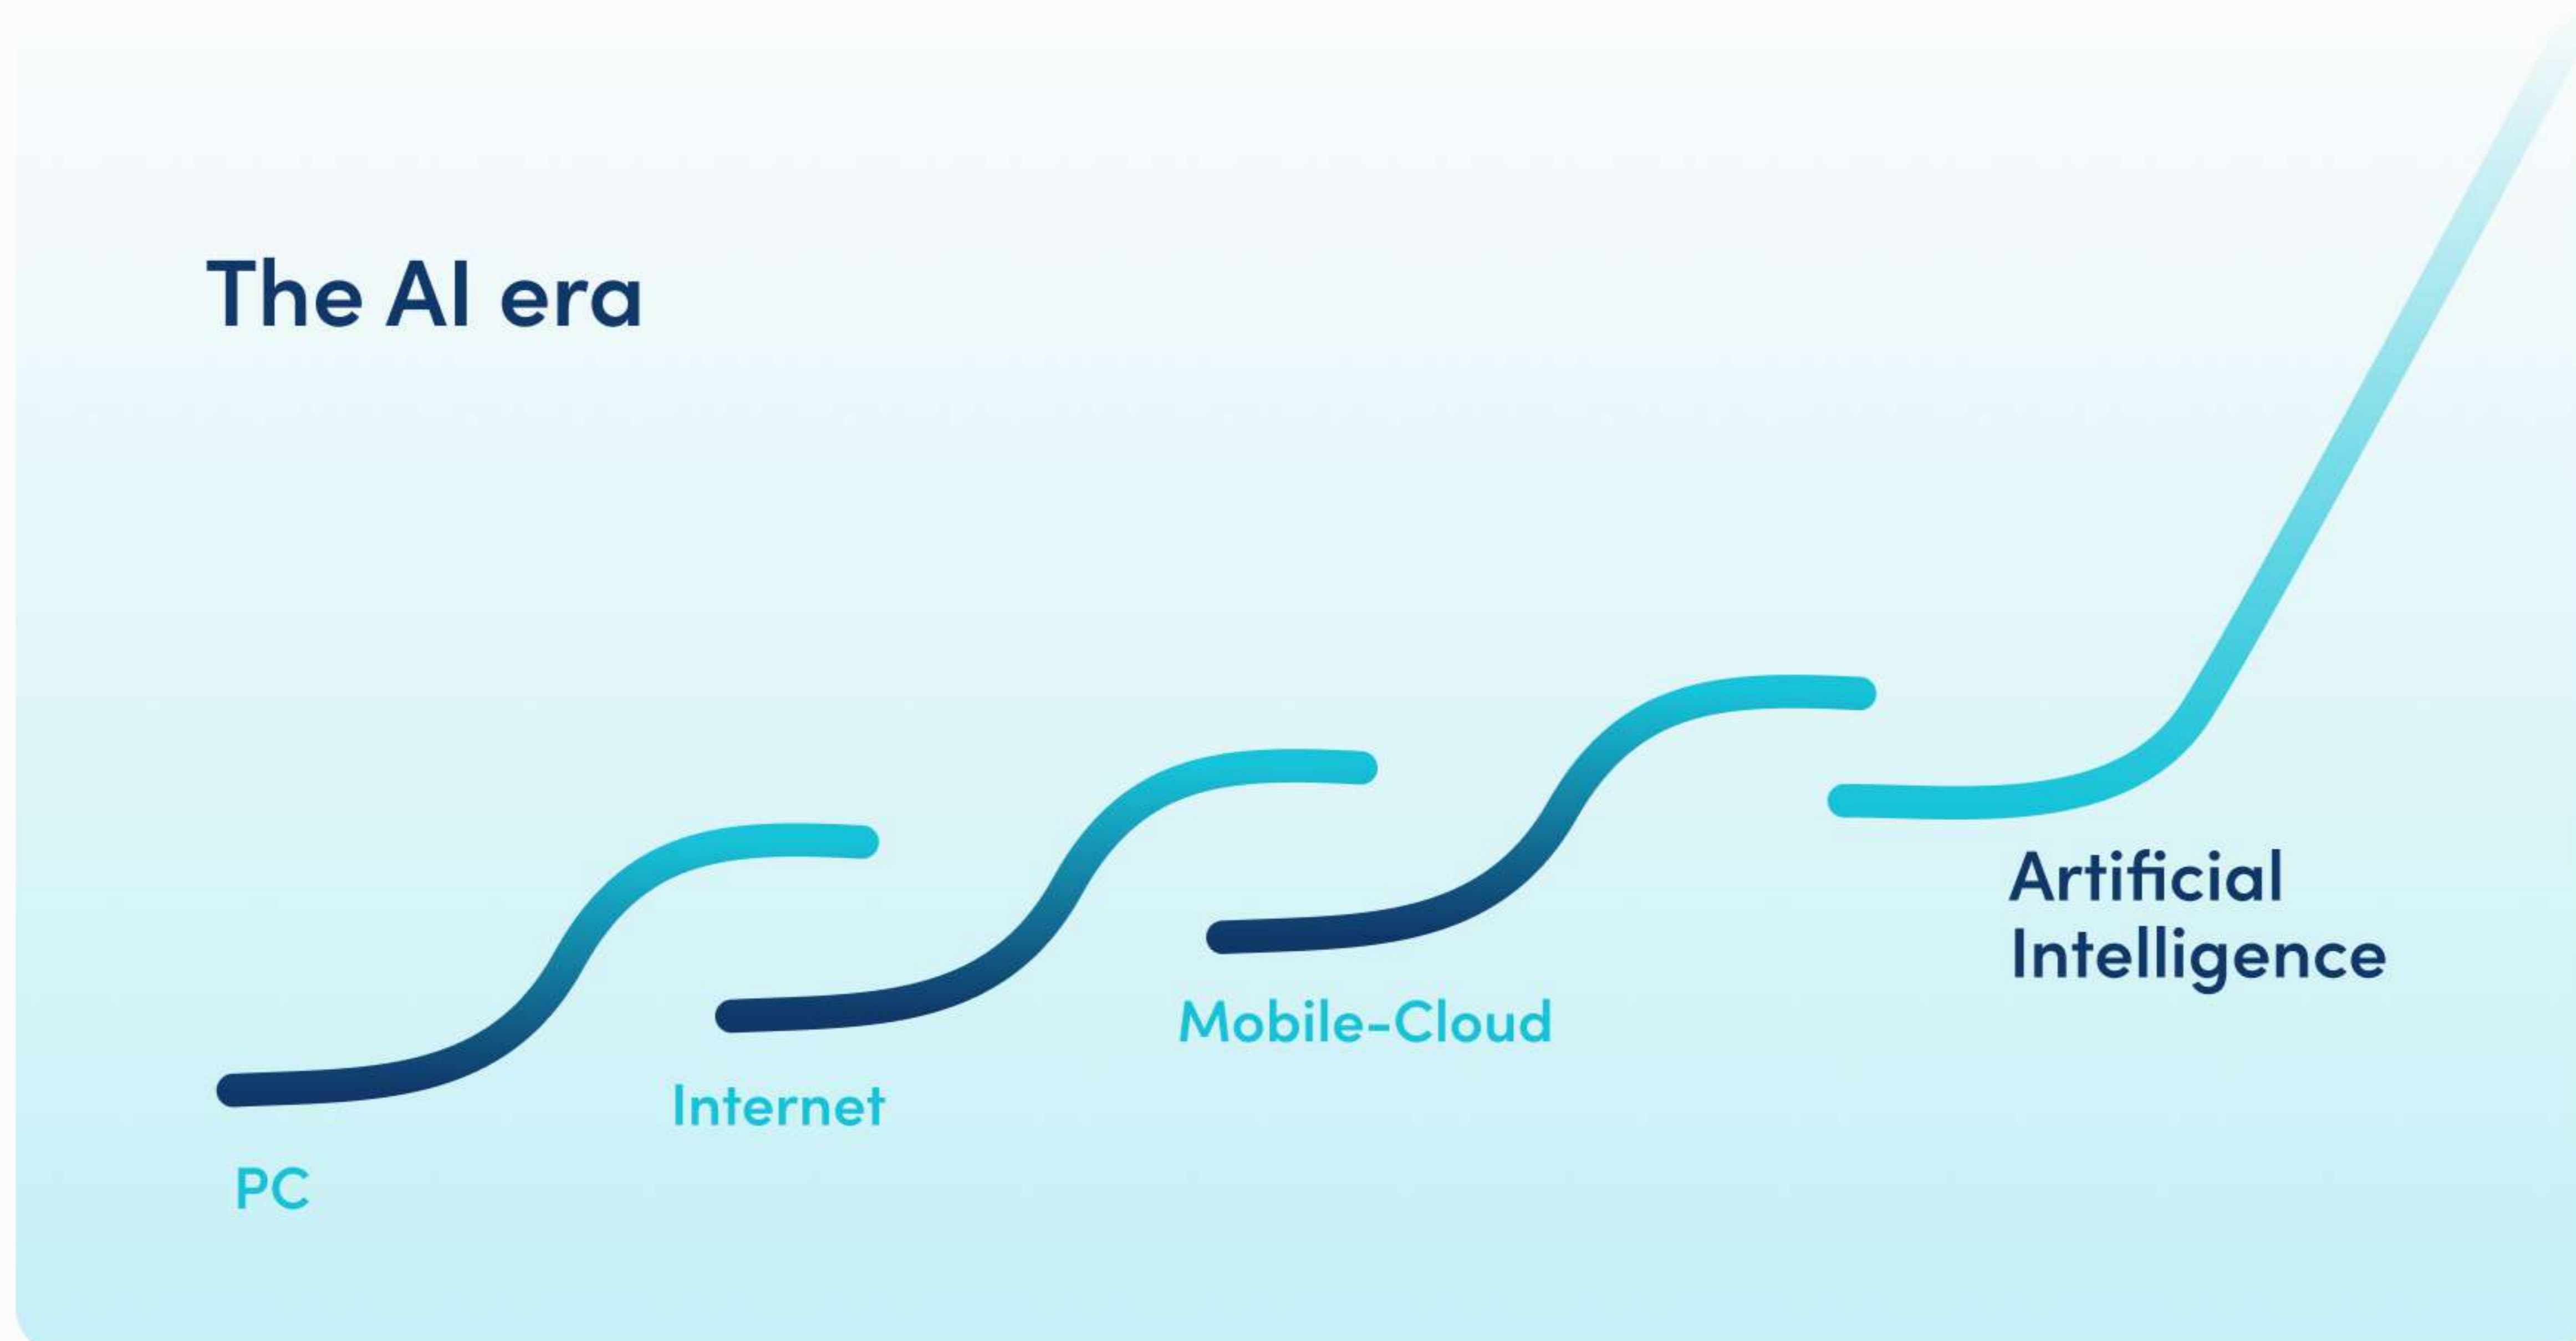 The AI era
Artificial
Intelligence
Mobile-Cloud
Internet
PC